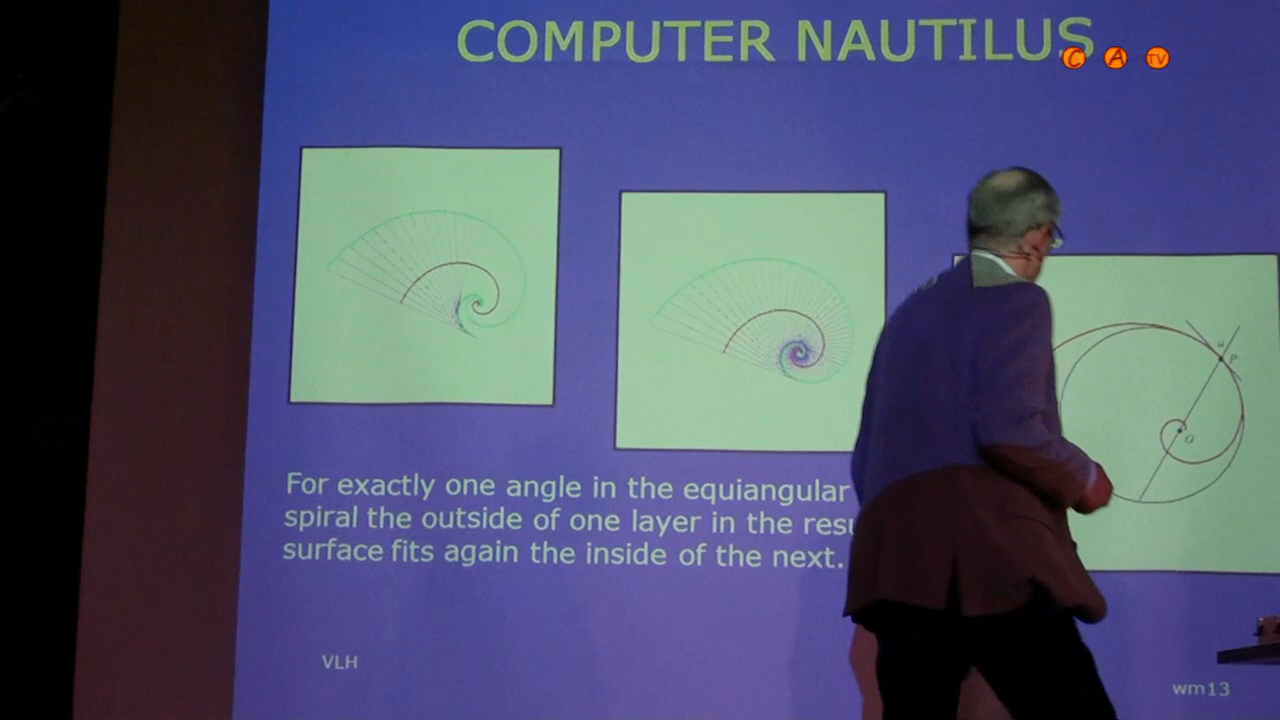 COMPUTER NAUTILUS
C A TV
For exactly one angle in the equiangular
spiral the outside of one layer in the
surface fits again the inside of the next.
P
O
VLH
wm13